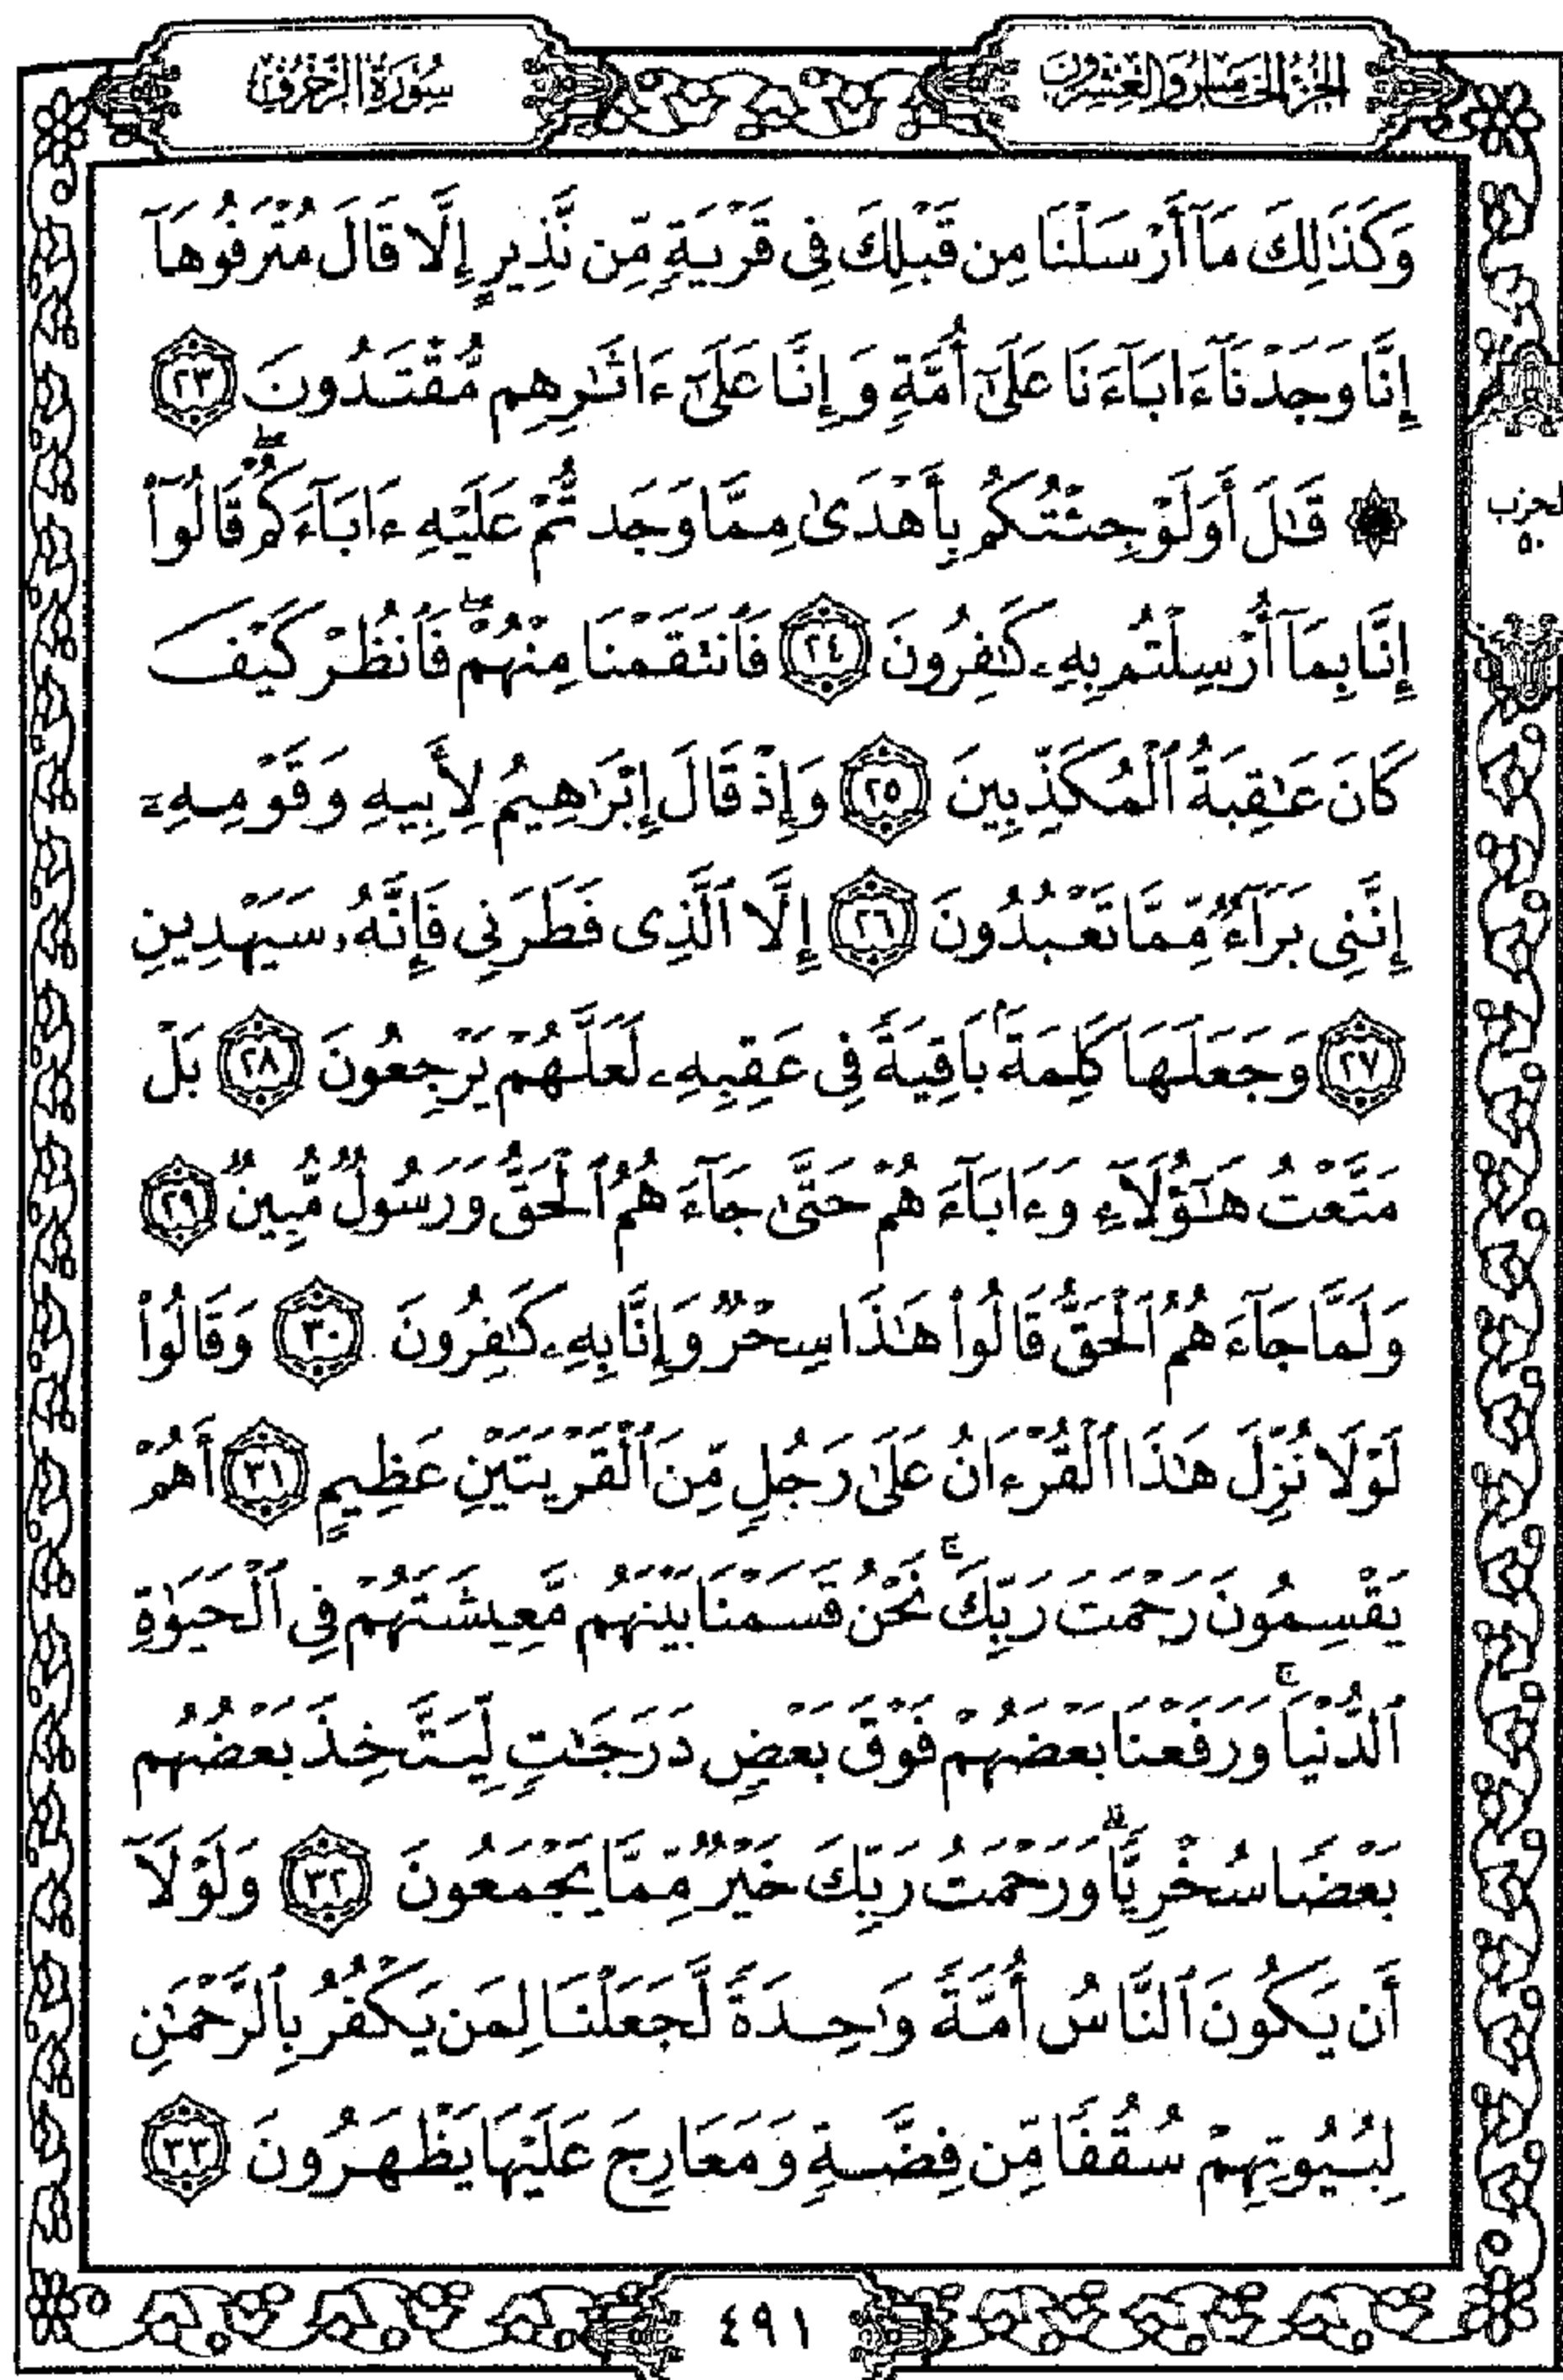 الجزء الخامس والعشرون
سورة الزخرف
وَكَذَٰلِكَ مَآ أَرْسَلْنَا مِن قَبْلِكَ فِى قَرْيَةٍ مِّن نَّذِيرٍ إِلَّا قَالَ مُتْرَفُوهَآ
إِنَّا وَجَدْنَآ ءَابَآءَنَا عَلَىٰٓ أُمَّةٍ وَإِنَّا عَلَىٰٓ ءَاثَٰرِهِم مُّقْتَدُونَ ٢٣
۞ قَٰلَ أَوَلَوْ جِئْتُكُم بِأَهْدَىٰ مِمَّا وَجَدتُّمْ عَلَيْهِ ءَابَآءَكُمْ ۖ قَالُوٓا۟
إِنَّا بِمَآ أُرْسِلْتُم بِهِۦ كَٰفِرُونَ ٢٤ فَٱنتَقَمْنَا مِنْهُمْ ۖ فَٱنظُرْ كَيْفَ
كَانَ عَٰقِبَةُ ٱلْمُكَذِّبِينَ ٢٥ وَإِذْ قَالَ إِبْرَٰهِيمُ لِأَبِيهِ وَقَوْمِهِۦٓ
إِنَّنِى بَرَآءٌ مِّمَّا تَعْبُدُونَ ٢٦ إِلَّا ٱلَّذِى فَطَرَنِى فَإِنَّهُۥ سَيَهْدِينِ
٢٧ وَجَعَلَهَا كَلِمَةًۢ بَاقِيَةً فِى عَقِبِهِۦ لَعَلَّهُمْ يَرْجِعُونَ ٢٨ بَلْ
مَتَّعْتُ هَٰٓؤُلَآءِ وَءَابَآءَهُمْ حَتَّىٰ جَآءَهُمُ ٱلْحَقُّ وَرَسُولٌ مُّبِينٌ ٢٩
وَلَمَّا جَآءَهُمُ ٱلْحَقُّ قَالُوا۟ هَٰذَا سِحْرٌ وَإِنَّا بِهِۦ كَٰفِرُونَ ٣٠ وَقَالُوا۟
لَوْلَا نُزِّلَ هَٰذَا ٱلْقُرْءَانُ عَلَىٰ رَجُلٍ مِّنَ ٱلْقَرْيَتَيْنِ عَظِيمٍ ٣١ أَهُمْ
يَقْسِمُونَ رَحْمَتَ رَبِّكَ ۚ نَحْنُ قَسَمْنَا بَيْنَهُم مَّعِيشَتَهُمْ فِى ٱلْحَيَوٰةِ
ٱلدُّنْيَا ۚ وَرَفَعْنَا بَعْضَهُمْ فَوْقَ بَعْضٍ دَرَجَٰتٍ لِّيَتَّخِذَ بَعْضُهُم
بَعْضًا سُخْرِيًّا ۗ وَرَحْمَتُ رَبِّكَ خَيْرٌ مِّمَّا يَجْمَعُونَ ٣٢ وَلَوْلَآ
أَن يَكُونَ ٱلنَّاسُ أُمَّةً وَٰحِدَةً لَّجَعَلْنَا لِمَن يَكْفُرُ بِٱلرَّحْمَٰنِ
لِبُيُوتِهِمْ سُقُفًا مِّن فِضَّةٍ وَمَعَارِجَ عَلَيْهَا يَظْهَرُونَ ٣٣
الحزب
٥٠
٤٩١